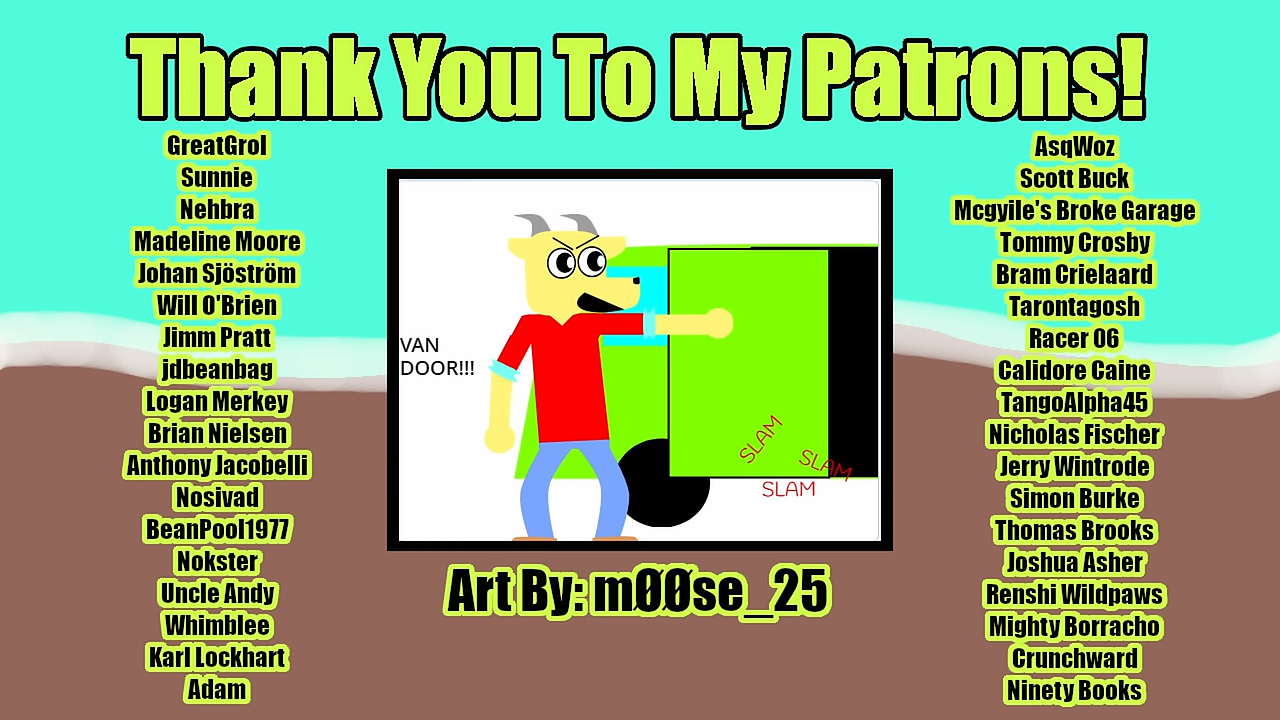 Thank You To My Patrons!
GreatGrol
Sunnie
Nehbra
Madeline Moore
Johan Sjöström
Will O'Brien
Jimm Pratt
jdbeanbag
Logan Merkey
Brian Nielsen
Anthony Jacobelli
Nosivad
BeanPool1977
Nokster
Uncle Andy
Whimblee
Karl Lockhart
Adam
VAN
DOOR!!!
SLAM
SLAM
SLAM
Art By: mØØse_25
AsqWoz
Scott Buck
Mcgyile's Broke Garage
Tommy Crosby
Bram Crielaard
Tarontagosh
Racer 06
Calidore Caine
TangoAlpha45
Nicholas Fischer
Jerry Wintrode
Simon Burke
Thomas Brooks
Joshua Asher
Renshi Wildpaws
Mighty Borracho
Crunchward
Ninety Books